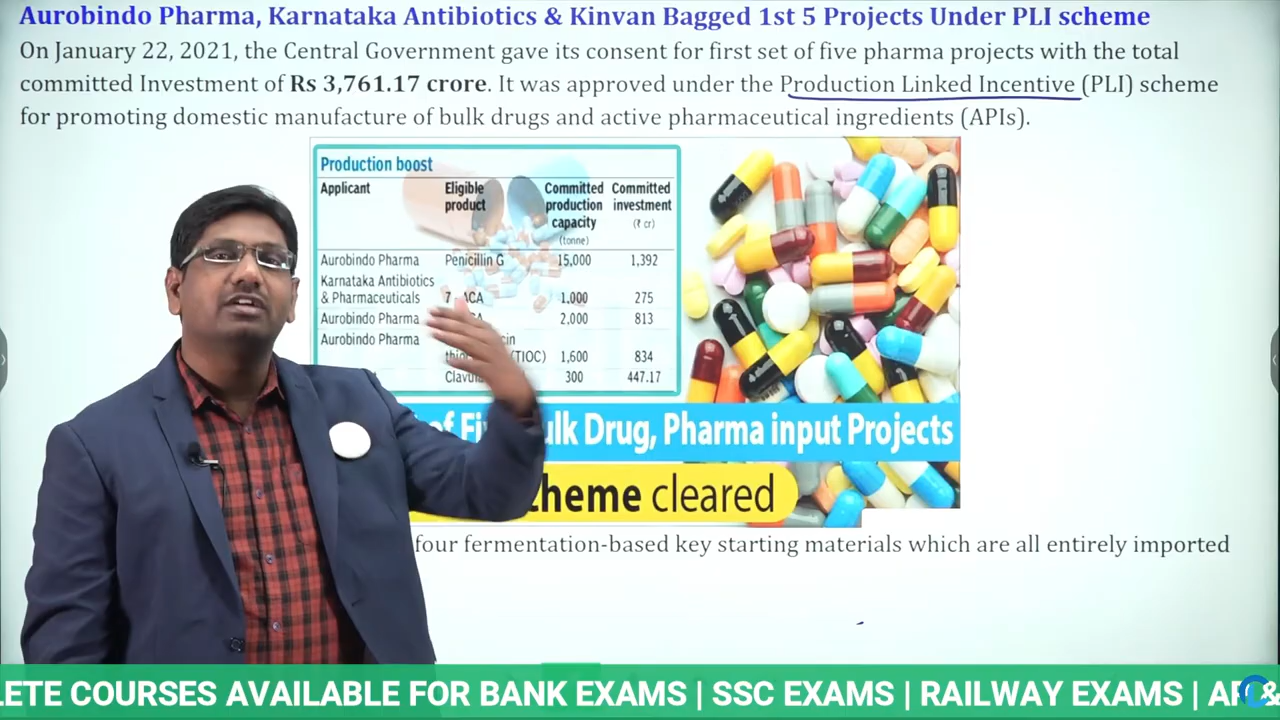 Aurobindo Pharma, Karnataka Antibiotics & Kinvan Bagged 1st 5 Projects Under PLI scheme
On January 22, 2021, the Central Government gave its consent for first set of five pharma projects with the total
committed Investment of Rs 3,761.17 crore. It was approved under the Production Linked Incentive (PLI) scheme
for promoting domestic manufacture of bulk drugs and active pharmaceutical ingredients (APIs).
Production boost
Applicant Eligible product Committed production capacity (tonne) Committed investment (₹ cr)
Aurobindo Pharma Penicillin G 15,000 1,392
Karnataka Antibiotics
& Pharmaceuticals 7 ACA 1,000 275
Aurobindo Pharma 2,000 813
Aurobindo Pharma
(TIOC) 1,600 834
300 447.17
of Drug, Pharma input Projects
cleared
four fermentation-based key starting materials which are all entirely imported
COURSES AVAILABLE FOR BANK EXAMS | SSC EXAMS | RAILWAY EXAMS |